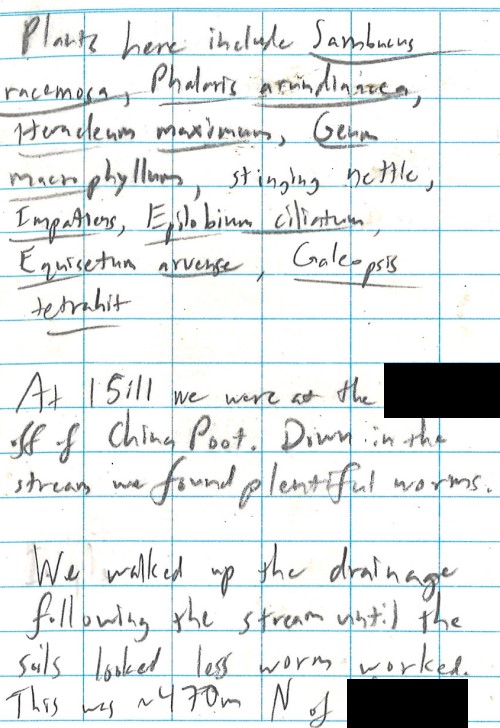 Plants here include Sambucus
racemosa, Phalaris arundinacea,
Heracleum maximum, Geum
macrophyllum, stinging nettle,
Impatiens, Epilobium ciliatum,
Equisetum arvense, Galeopsis
tetrahit
At 15:11 we were at the
off of China Poot. Down in the
stream we found plentiful worms.
We walked up the drainage
following the stream until the
soils looked less worm worked.
This was ~470m N of